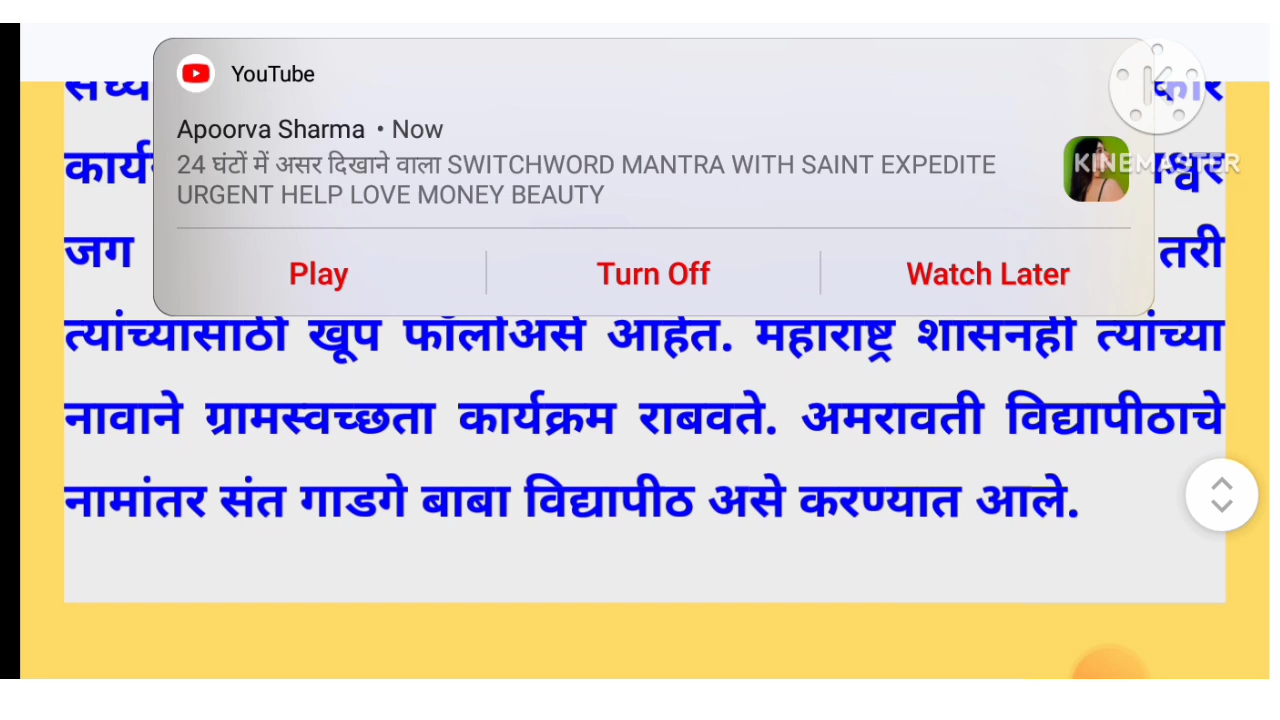 YouTube
Apoorva Sharma • Now
24 घंटों में असर दिखाने वाला SWITCHWORD MANTRA WITH SAINT EXPEDITE
URGENT HELP LOVE MONEY BEAUTY
KINEMASTER
Play Turn Off Watch Later
जग तरी
त्यांच्यासाठी खूप फॉलोअर्स आहेत. महाराष्ट्र शासनही त्यांच्या
नावाने ग्रामस्वच्छता कार्यक्रम राबवते. अमरावती विद्यापीठाचे
नामांतर संत गाडगे बाबा विद्यापीठ असे करण्यात आले.